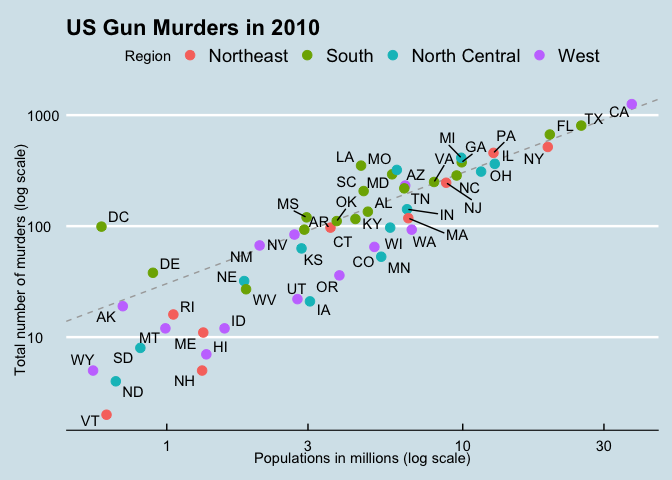 US Gun Murders in 2010
Region Northeast South North Central West
Total number of murders (log scale)
1000
100
10
CA
TX
FL
PA
MI
GA
NY
IL
VA
LA
MO
OH
AZ
SC
MD
NC
TN
NJ
OK
AL
MS
IN
DC
AR
KY
MA
CT
WI
WA
NM
NV
KS
CO
MN
DE
NE
WV
UT
OR
IA
AK
RI
ID
MT
ME
HI
SD
WY
NH
ND
VT
1
3
10
30
Populations in millions (log scale)